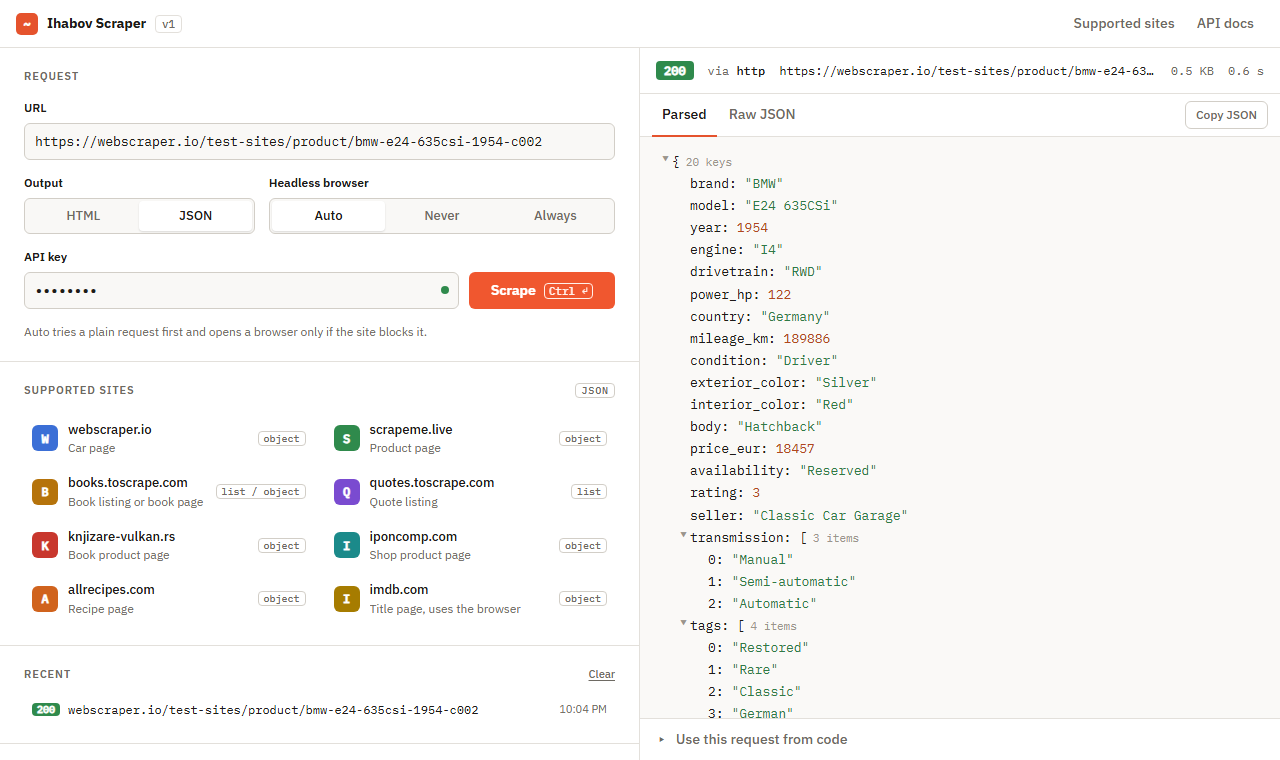 ~ Ihabov Scraper v1 Supported sites API docs
REQUEST
URL
https://webscraper.io/test-sites/product/bmw-e24-635csi-1954-c002
Output Headless browser
HTML JSON Auto Never Always
API key
•••••••• Scrape Ctrl ⏎
Auto tries a plain request first and opens a browser only if the site blocks it.
SUPPORTED SITES JSON
W webscraper.io
Car page
object
S scrapeme.live
Product page
object
B books.toscrape.com
Book listing or book page
list / object
Q quotes.toscrape.com
Quote listing
list
K knjizare-vulkan.rs
Book product page
object
I iponcomp.com
Shop product page
object
A allrecipes.com
Recipe page
object
I imdb.com
Title page, uses the browser
object
RECENT Clear
200 webscraper.io/test-sites/product/bmw-e24-635csi-1954-c002 10:04 PM
200 via http https://webscraper.io/test-sites/product/bmw-e24-63… 0.5 KB 0.6 s
Parsed Raw JSON Copy JSON
{ 20 keys
brand: "BMW"
model: "E24 635CSi"
year: 1954
engine: "I4"
drivetrain: "RWD"
power_hp: 122
country: "Germany"
mileage_km: 189886
condition: "Driver"
exterior_color: "Silver"
interior_color: "Red"
body: "Hatchback"
price_eur: 18457
availability: "Reserved"
rating: 3
seller: "Classic Car Garage"
transmission: [ 3 items
0: "Manual"
1: "Semi-automatic"
2: "Automatic"
tags: [ 4 items
0: "Restored"
1: "Rare"
2: "Classic"
3: "German"
Use this request from code